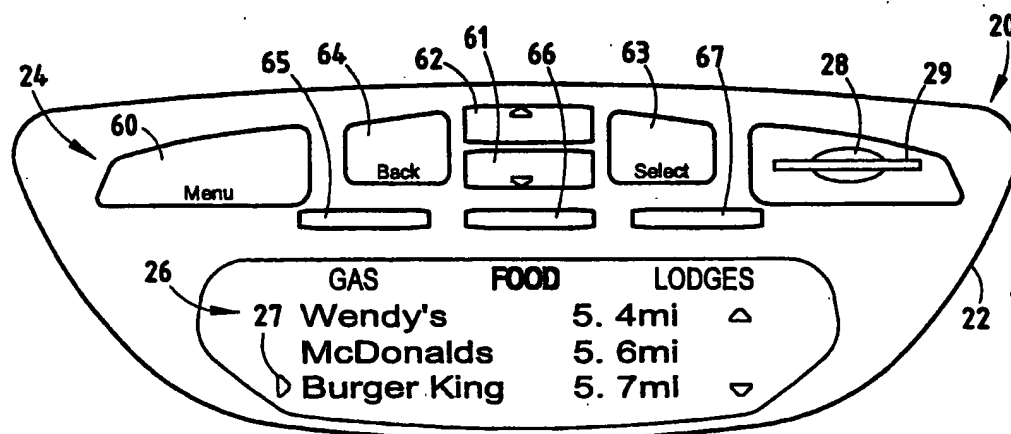 20
61
64 62 66 63 67 28 29
24 65
60
Back Select
Menu
26 GAS FOOD LODGES
27 Wendy's 5. 4mi
22
McDonalds 5. 6mi
Burger King 5. 7mi